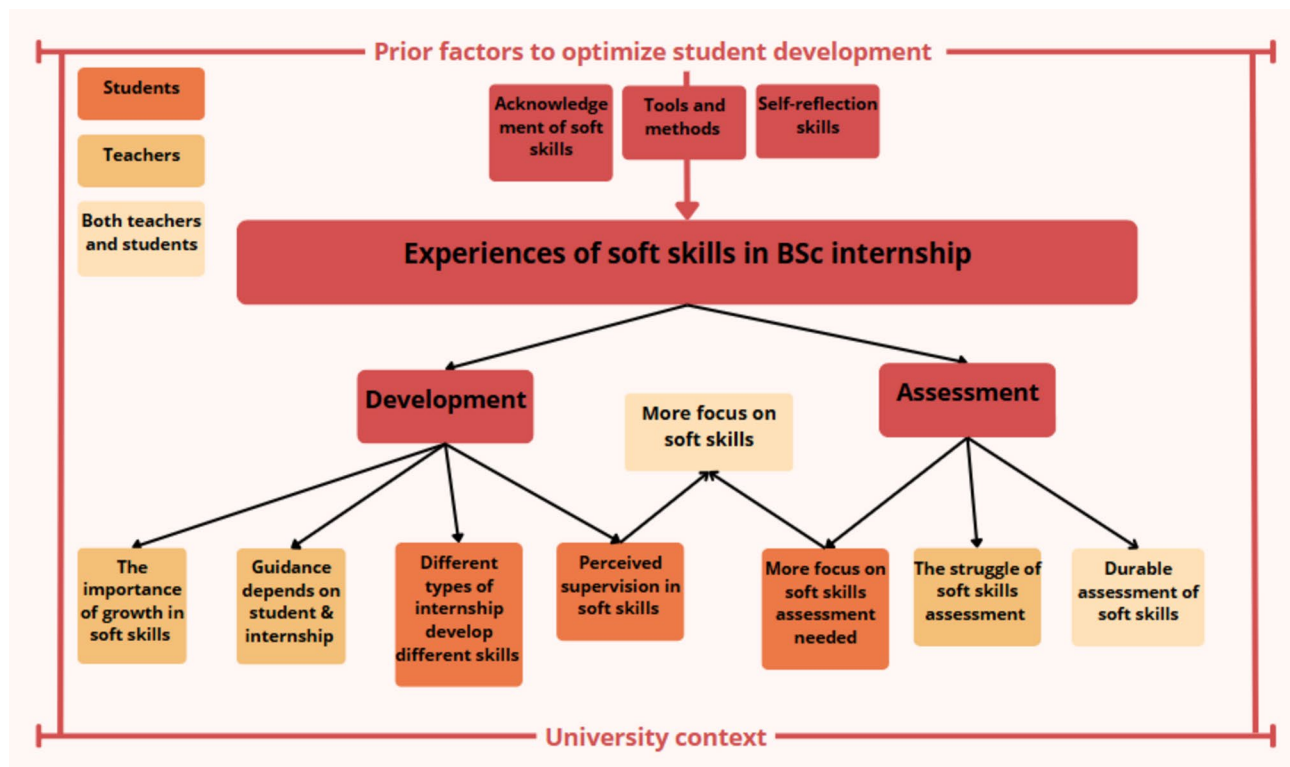 Prior factors to optimize student development
Students
Teachers
Both teachers
and students
Acknowledge
ment of soft
skills
Tools and
methods
Self-reflection
skills
Experiences of soft skills in BSc internship
Development
Assessment
More focus on
soft skills
The
importance
of growth in
soft skills
Guidance
depends on
student &
internship
Different
types of
internship
develop
different skills
Perceived
supervision in
soft skills
More focus on
soft skills
assessment
needed
The struggle of
soft skills
assessment
Durable
assessment of
soft skills
University context